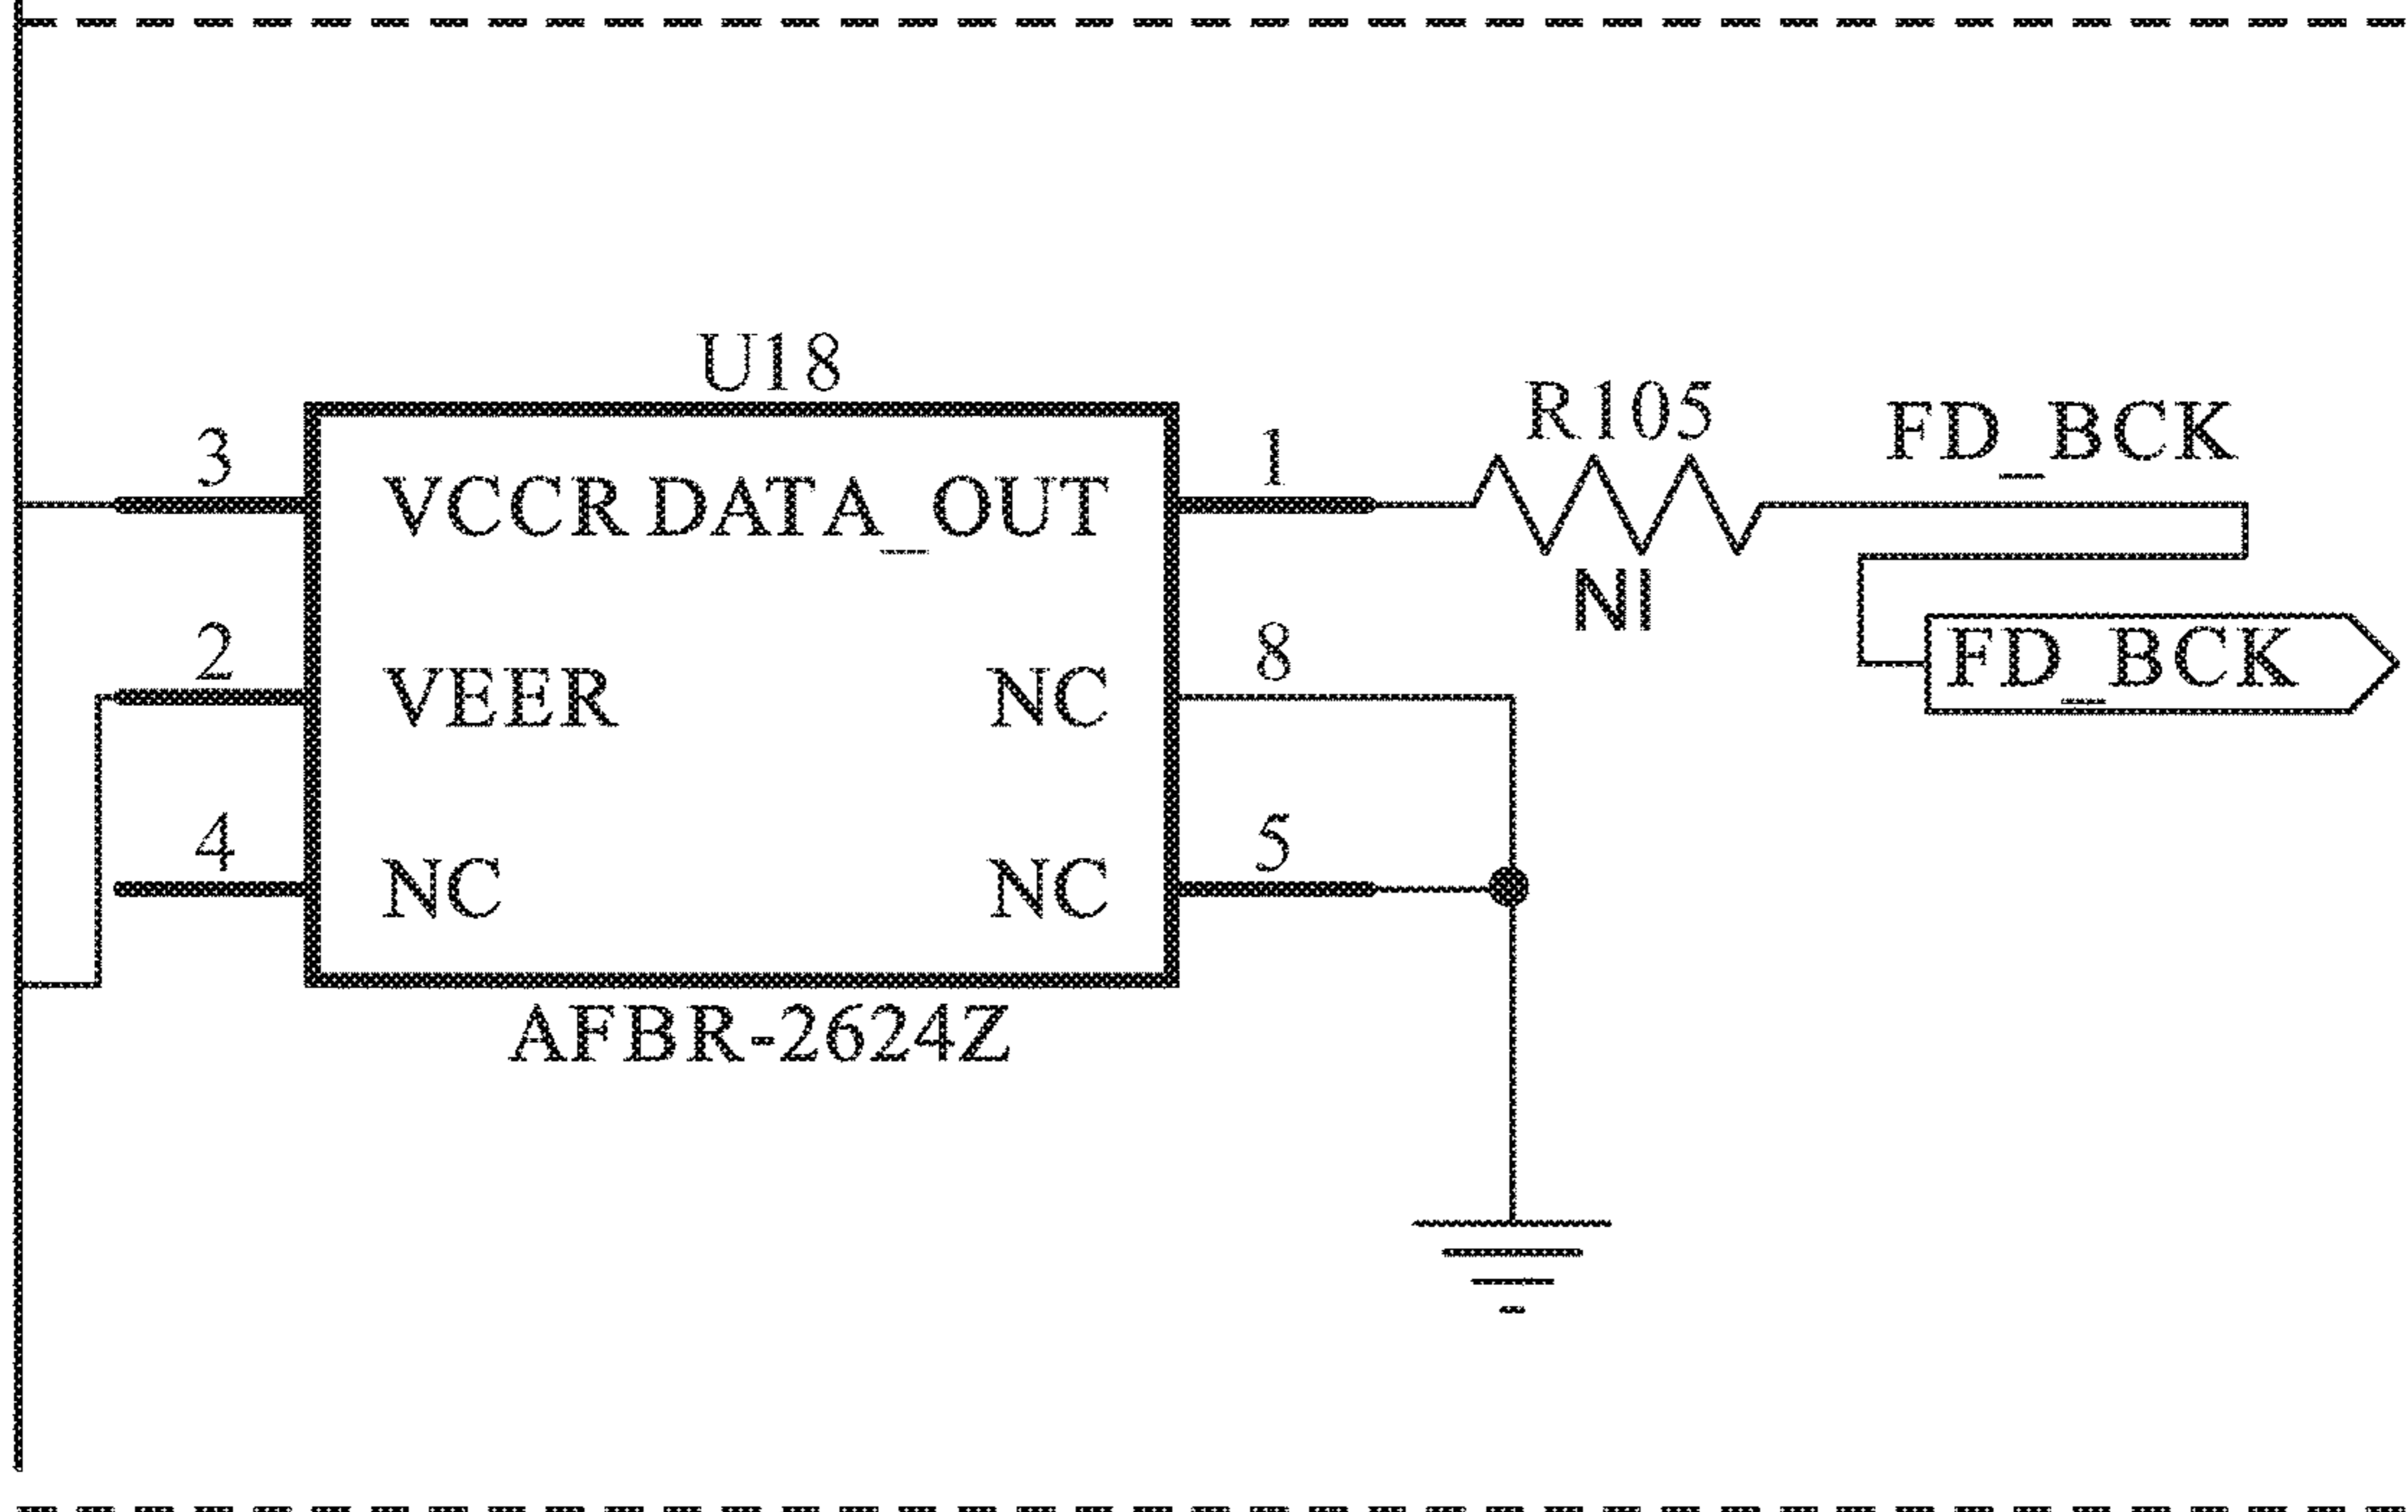 U18
R105
FD_BCK
3
VCCR DATA_OUT
1
NI
FD_BCK
2
VEER
NC
8
4
NC
NC
5
AFBR-2624Z